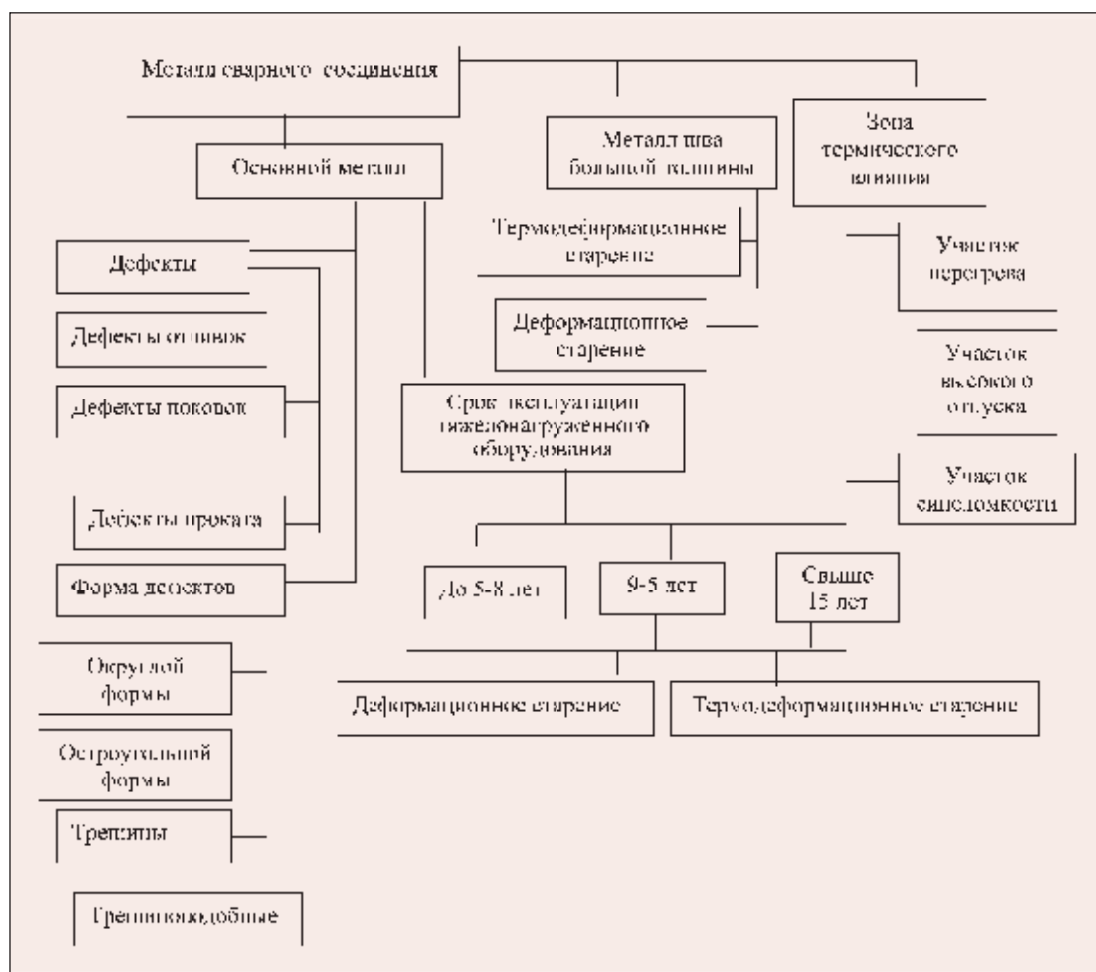 Металл сварного соединения
Основной металл
Металл шва
большой толщины
Зона
термического
влияния
Дефекты
Дефекты отливок
Дефекты поковок
Дефекты проката
Форма дефектов
Округлой
формы
Остроугольной
формы
Трещины
Трещиноподобные
Термодеформационное
старение
Деформационное
старение
Срок эксплуатации
тяжелонагруженного
оборудования
До 5-8 лет
9-5 лет
Свыше
15 лет
Деформационное старение
Термодеформационное старение
Участок
перегрева
Участок
высокого
отпуска
Участок
синеломкости